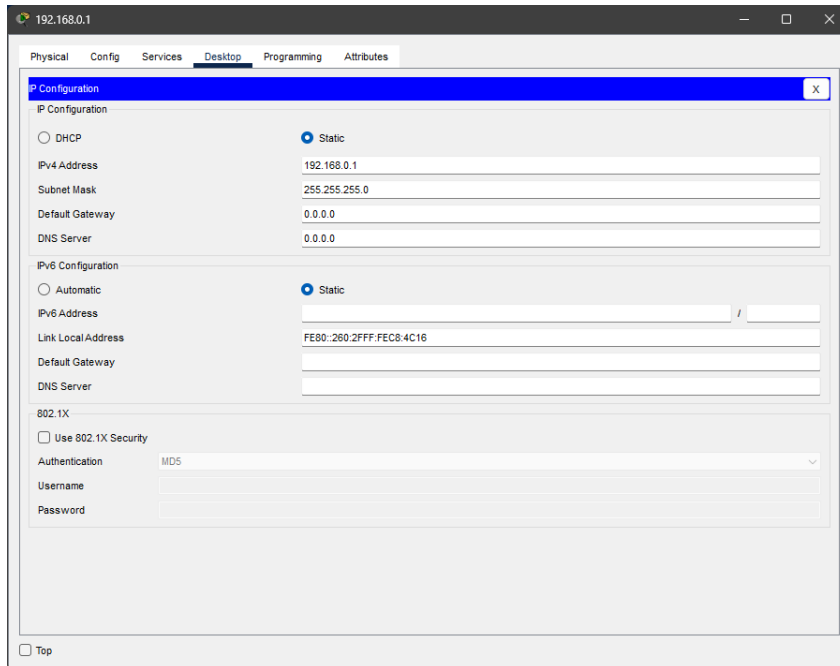 192.168.0.1
Physical Config Services Desktop Programming Attributes
IP Configuration X
IP Configuration
DHCP Static
IPv4 Address 192.168.0.1
Subnet Mask 255.255.255.0
Default Gateway 0.0.0.0
DNS Server 0.0.0.0
IPv6 Configuration
Automatic Static
IPv6 Address /
Link Local Address FE80::260:2FFF:FEC8:4C16
Default Gateway
DNS Server
802.1X
Use 802.1X Security
Authentication MD5
Username
Password
Top